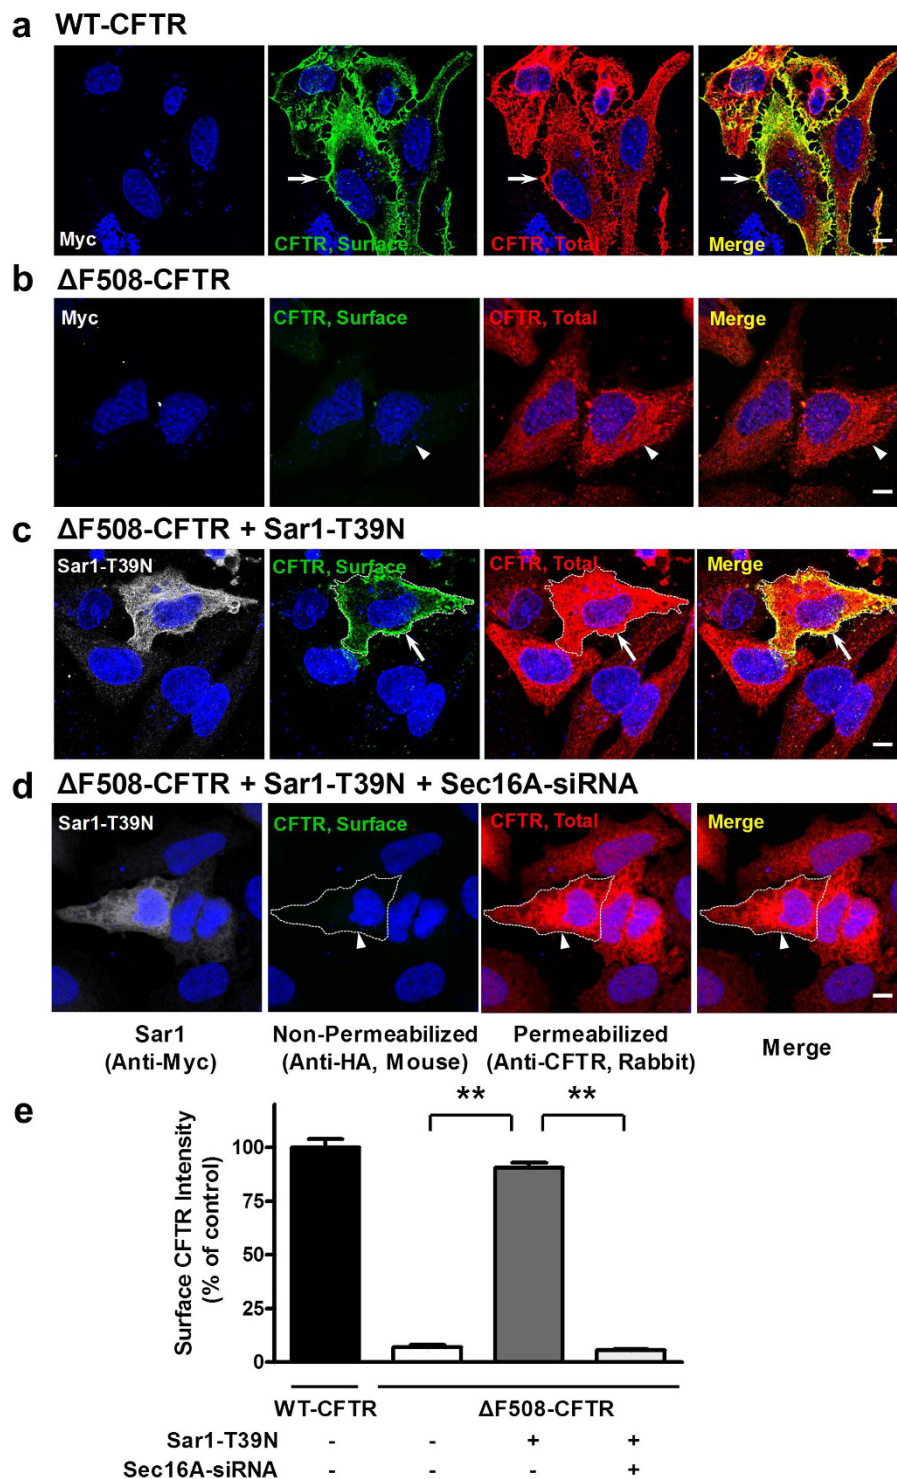 a WT-CFTR
Myc CFTR, Surface CFTR, Total Merge
b ΔF508-CFTR
Myc CFTR, Surface CFTR, Total Merge
c ΔF508-CFTR + Sar1-T39N
Sar1-T39N CFTR, Surface CFTR, Total Merge
d ΔF508-CFTR + Sar1-T39N + Sec16A-siRNA
Sar1-T39N CFTR, Surface CFTR, Total Merge
Sar1 Non-Permeabilized Permeabilized Merge
(Anti-Myc) (Anti-HA, Mouse) (Anti-CFTR, Rabbit)
e
** **
Surface CFTR Intensity
(% of control)
100
75
50
25
0
WT-CFTR ΔF508-CFTR
Sar1-T39N - - + +
Sec16A-siRNA - - - +